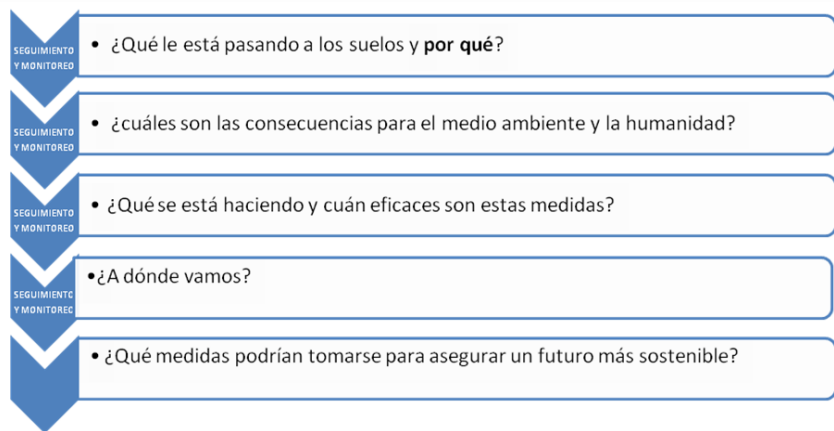 SEGUIMIENTO
Y MONITOREO
• ¿Qué le está pasando a los suelos y por qué?
SEGUIMIENTO
Y MONITOREO
• ¿cuáles son las consecuencias para el medio ambiente y la humanidad?
SEGUIMIENTO
Y MONITOREO
• ¿Qué se está haciendo y cuán eficaces son estas medidas?
SEGUIMIENTO
Y MONITOREO
•¿A dónde vamos?
• ¿Qué medidas podrían tomarse para asegurar un futuro más sostenible?